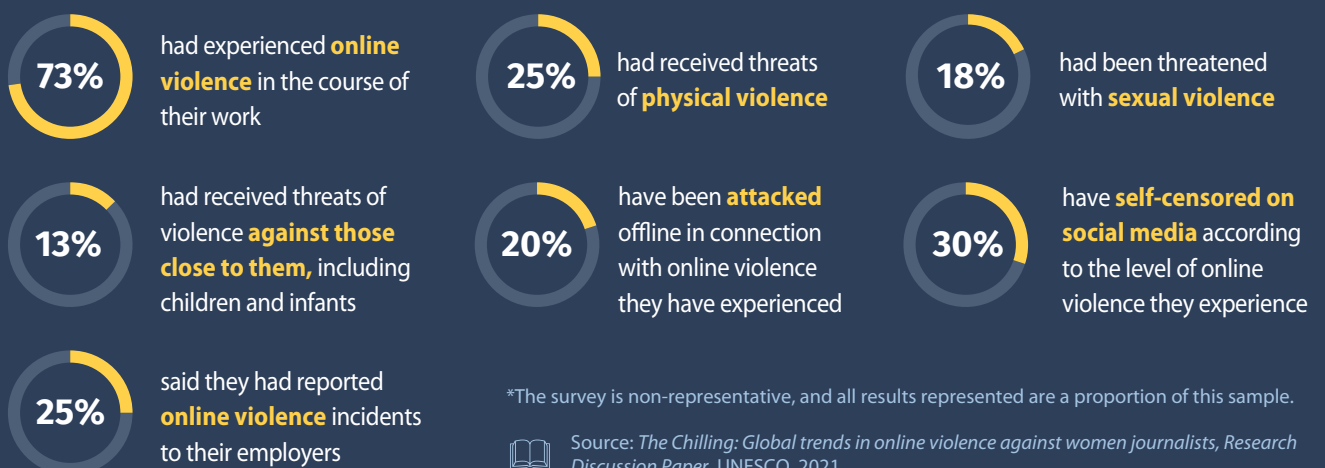 73%
had experienced online
violence in the course of
their work
25%
had received threats
of physical violence
18%
had been threatened
with sexual violence
13%
had received threats of
violence against those
close to them, including
children and infants
20%
have been attacked
offline in connection
with online violence
they have experienced
30%
have self-censored on
social media according
to the level of online
violence they experience
25%
said they had reported
online violence incidents
to their employers
*The survey is non-representative, and all results represented are a proportion of this sample.
Source: The Chilling: Global trends in online violence against women journalists, Research
Discussion Paper, UNESCO, 2021